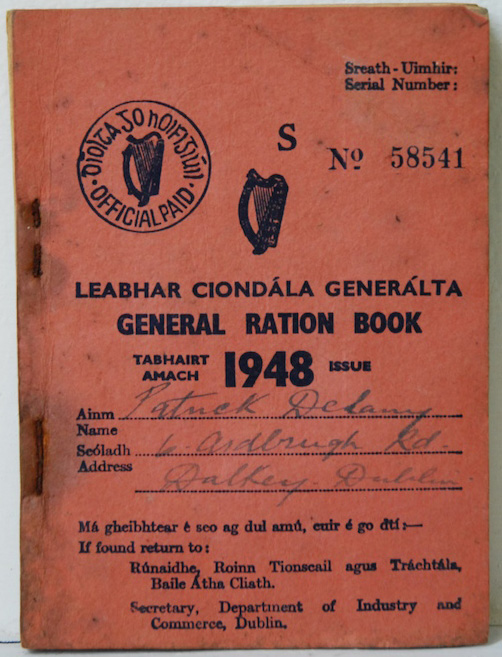 Sreath - Uimhir:
Serial Number :
Díolta go hOifigiúil
· OFFICIAL PAID ·
S
Nº 58541
LEABHAR CIONDÁLA GENERÁLTA
GENERAL RATION BOOK
TABHAIRT AMACH 1948 ISSUE
Ainm Patrick Delany
Name
Seóladh 6. Ardbrugh Rd.
Address Dalkey. Dublin
Má gheibhtear é seo ag dul amú, cuir é go dtí :—
If found return to :
Rúnaidhe, Roinn Tionscail agus Tráchtála,
Baile Átha Cliath.
Secretary, Department of Industry and
Commerce, Dublin.